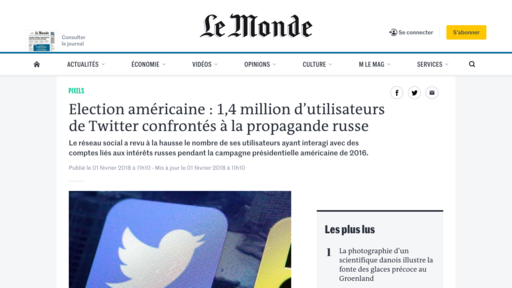 Le Monde
Consulter
le journal
Se connecter
S'abonner
ACTUALITÉS
ÉCONOMIE
VIDÉOS
OPINIONS
CULTURE
M LE MAG
SERVICES
PIXELS
Election américaine : 1,4 million d'utilisateurs
de Twitter confrontés à la propagande russe
Le réseau social a revu à la hausse le nombre de ses utilisateurs ayant interagi avec des
comptes liés aux intérêts russes pendant la campagne présidentielle américaine de 2016.
Publié le 01 février 2018 à 11h10 - Mis à jour le 01 février 2018 à 11h10
Les plus lus
1 La photographie d'un
scientifique danois illustre la
fonte des glaces précoce au
Groenland